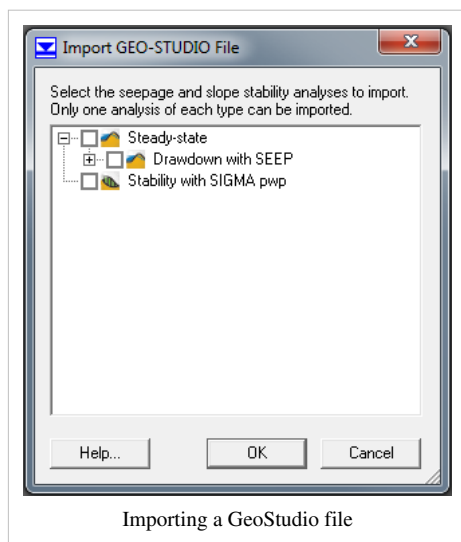 Import GEO-STUDIO File
Select the seepage and slope stability analyses to import.
Only one analysis of each type can be imported.
Steady-state
Drawdown with SEEP
Stability with SIGMA pwp
Help...
OK
Cancel
Importing a GeoStudio file